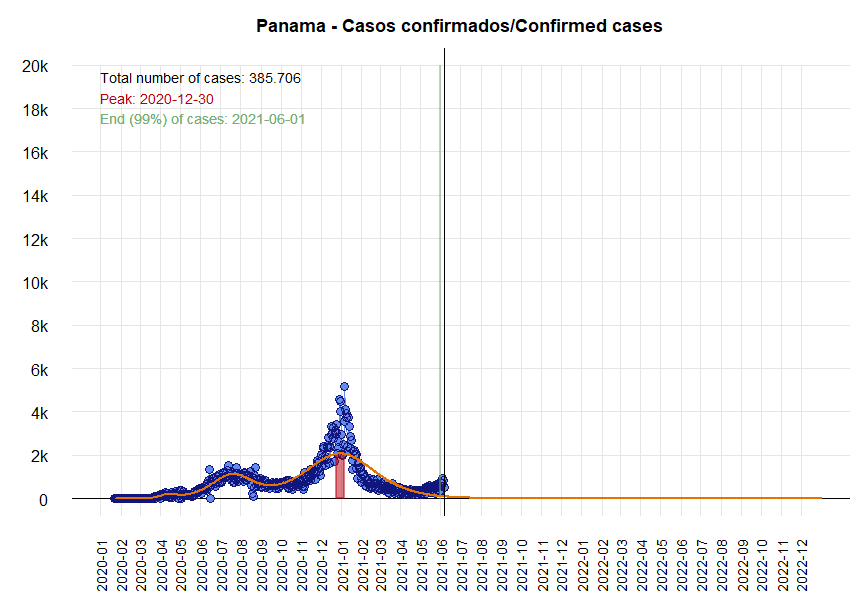 Panama - Casos confirmados/Confirmed cases
20k
Total number of cases: 385.706
Peak: 2020-12-30
End (99%) of cases: 2021-06-01
18k
16k
14k
12k
10k
8k
6k
4k
2k
0
2020-01
2020-02
2020-03
2020-04
2020-05
2020-06
2020-07
2020-08
2020-09
2020-10
2020-11
2020-12
2021-01
2021-02
2021-03
2021-04
2021-05
2021-06
2021-07
2021-08
2021-09
2021-10
2021-11
2021-12
2022-01
2022-02
2022-03
2022-04
2022-05
2022-06
2022-07
2022-08
2022-09
2022-10
2022-11
2022-12